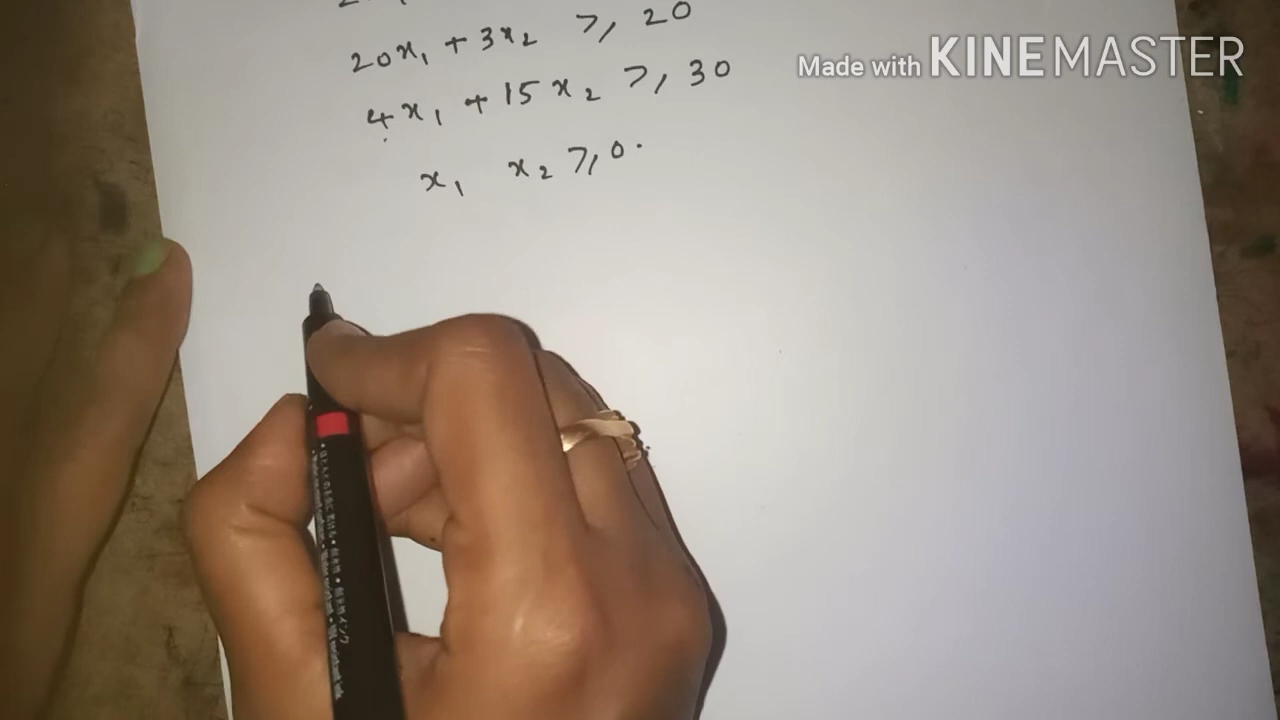 20x₁ + 3x₂ ≥ 20
4x₁ + 15x₂ ≥ 30
x₁ x₂ ≥ 0.
Made with KINEMASTER